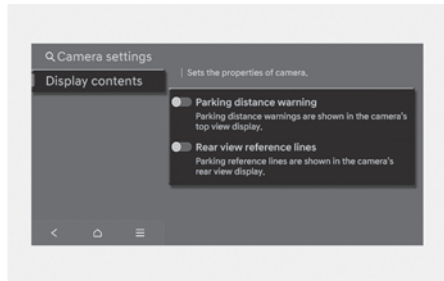 Camera settings
Display contents
Sets the properties of camera.
Parking distance warning
Parking distance warnings are shown in the camera's
top view display.
Rear view reference lines
Parking reference lines are shown in the camera's
rear view display.